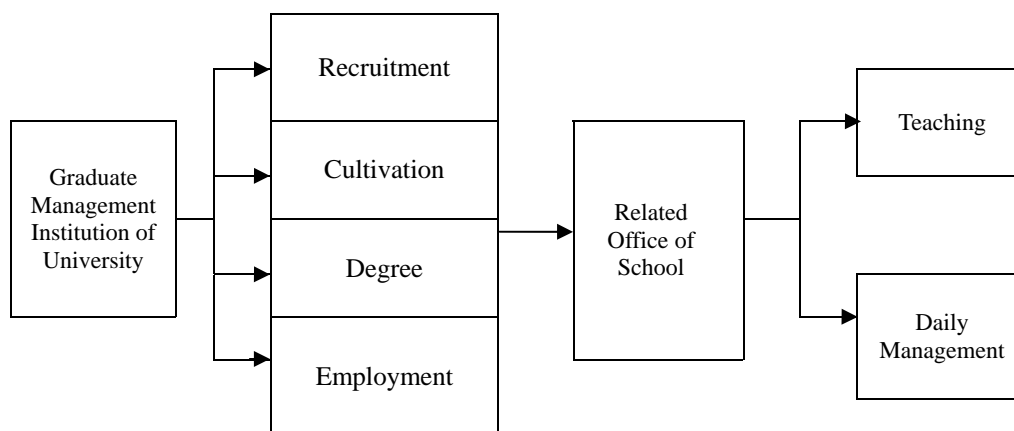 Graduate
Management
Institution of
University
Recruitment
Cultivation
Degree
Employment
Related
Office of
School
Teaching
Daily
Management